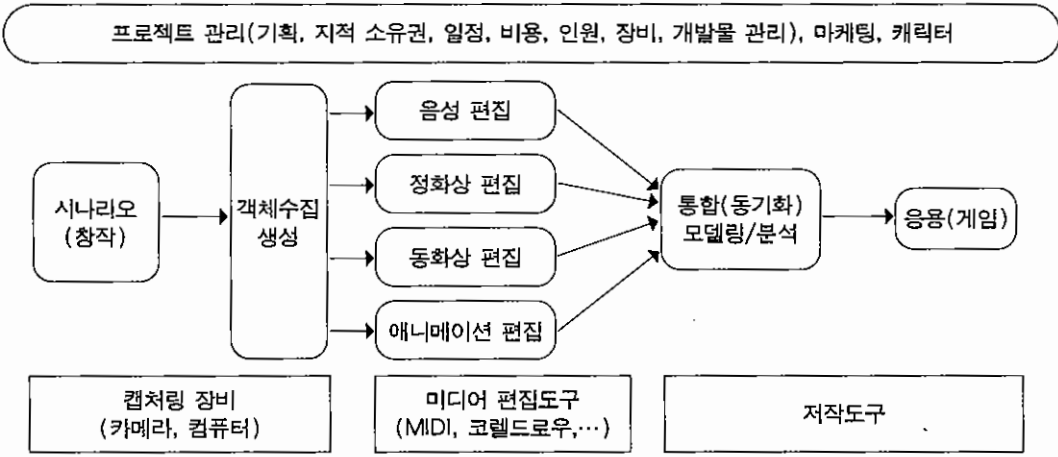 프로젝트 관리(기획, 지적 소유권, 일정, 비용, 인원, 장비, 개발물 관리), 마케팅, 캐릭터
시나리오
(창작)
객체수집
생성
음성 편집
정화상 편집
동화상 편집
애니메이션 편집
통합(동기화)
모델링/분석
응용(게임)
캡처링 장비
(카메라, 컴퓨터)
미디어 편집도구
(MIDI, 코렐드로우,…)
저작도구